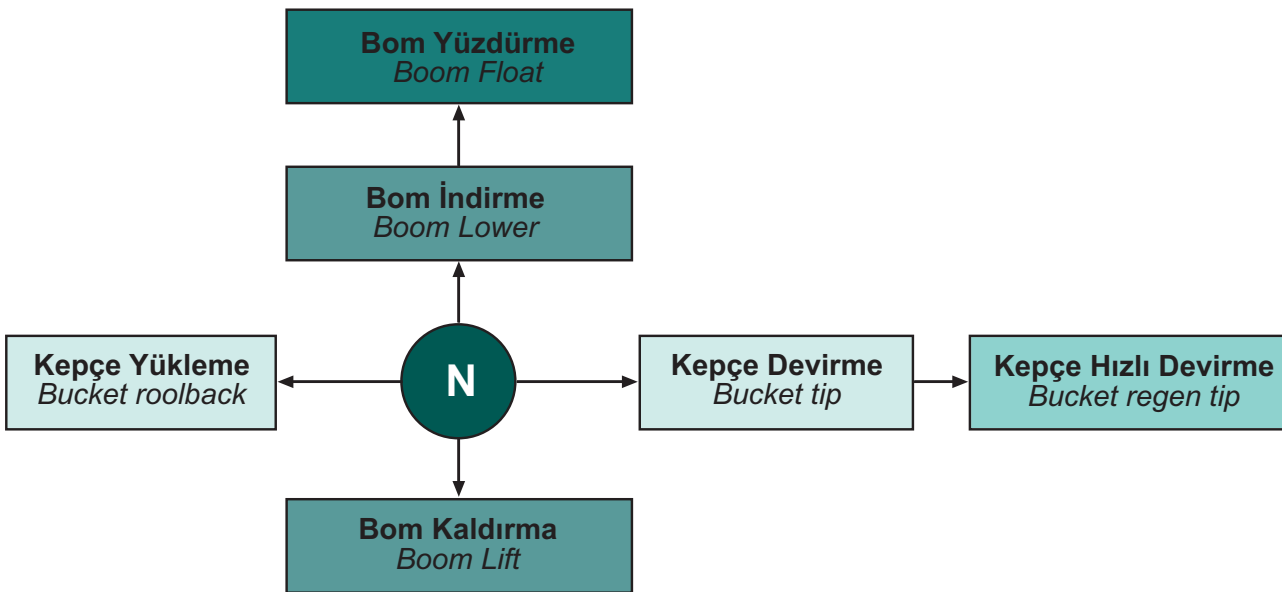 Bom Yüzdürme
Boom Float
Bom İndirme
Boom Lower
Kepçe Yükleme
Bucket roolback
N
Kepçe Devirme
Bucket tip
Kepçe Hızlı Devirme
Bucket regen tip
Bom Kaldırma
Boom Lift